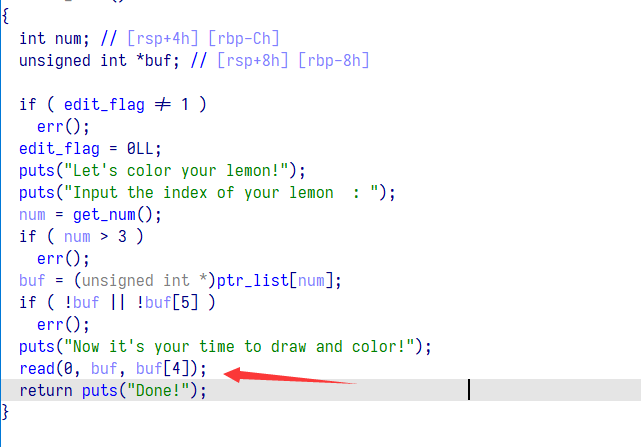 {
int num; // [rsp+4h] [rbp-Ch]
unsigned int *buf; // [rsp+8h] [rbp-8h]
if ( edit_flag ≠ 1 )
err();
edit_flag = 0LL;
puts("Let's color your lemon!");
puts("Input the index of your lemon  : ");
num = get_num();
if ( num > 3 )
err();
buf = (unsigned int *)ptr_list[num];
if ( !buf || !buf[5] )
err();
puts("Now it's your time to draw and color!");
read(0, buf, buf[4]);
return puts("Done!");
}